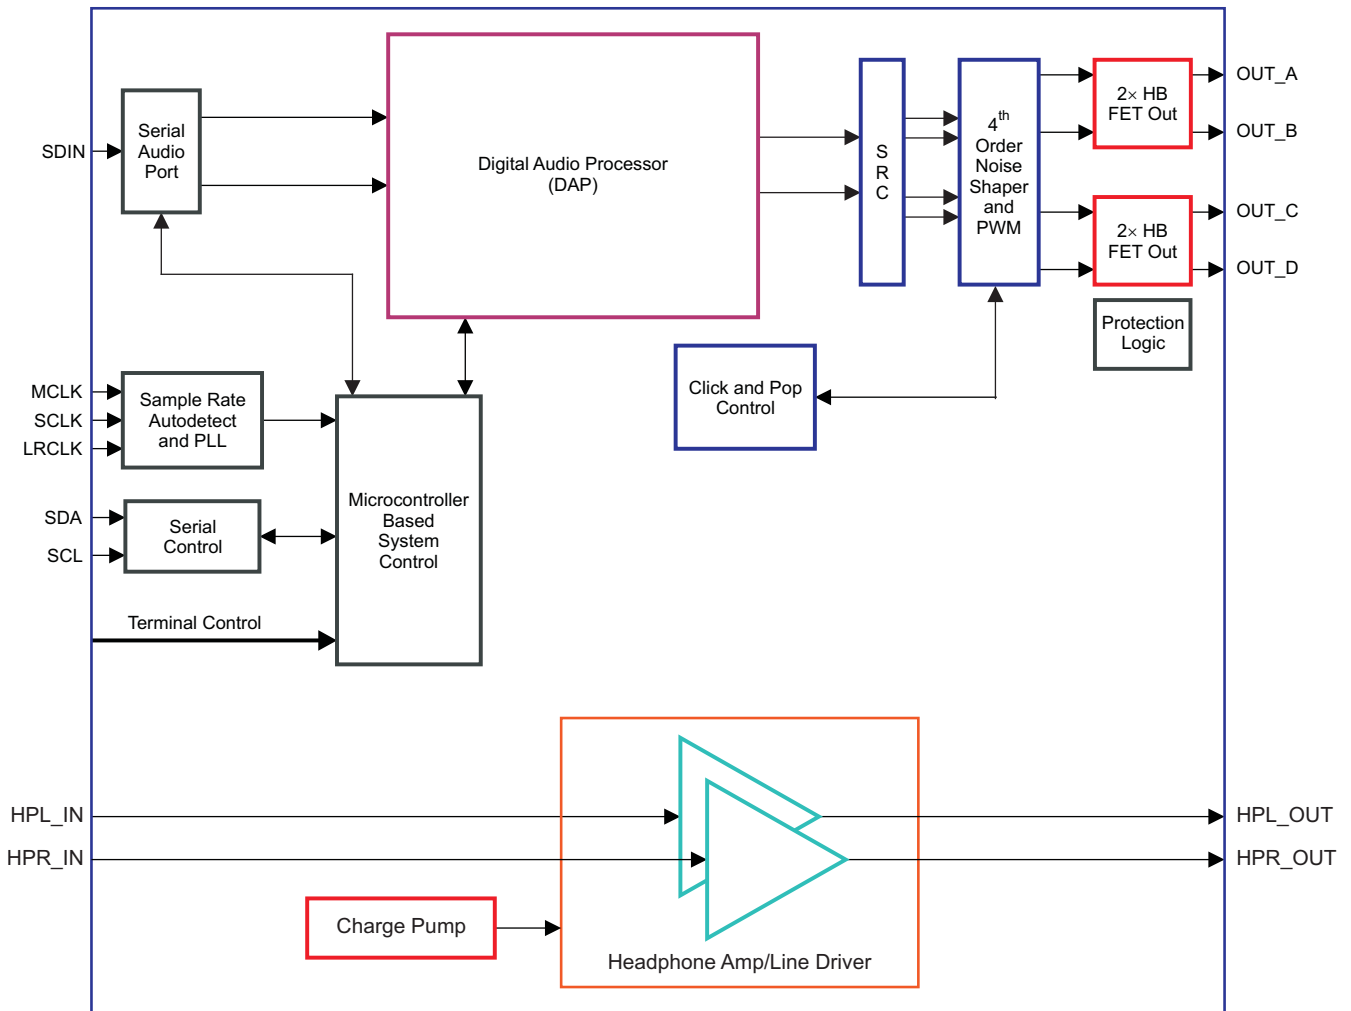 SDIN
Serial
Audio
Port
Digital Audio Processor
(DAP)
S
R
C
4th
Order
Noise
Shaper
and
PWM
2× HB
FET Out
OUT_A
OUT_B
2× HB
FET Out
OUT_C
OUT_D
Protection
Logic
Click and Pop
Control
MCLK
SCLK
LRCLK
Sample Rate
Autodetect
and PLL
SDA
SCL
Serial
Control
Microcontroller
Based
System
Control
Terminal Control
HPL_IN
HPR_IN
HPL_OUT
HPR_OUT
Charge Pump
Headphone Amp/Line Driver